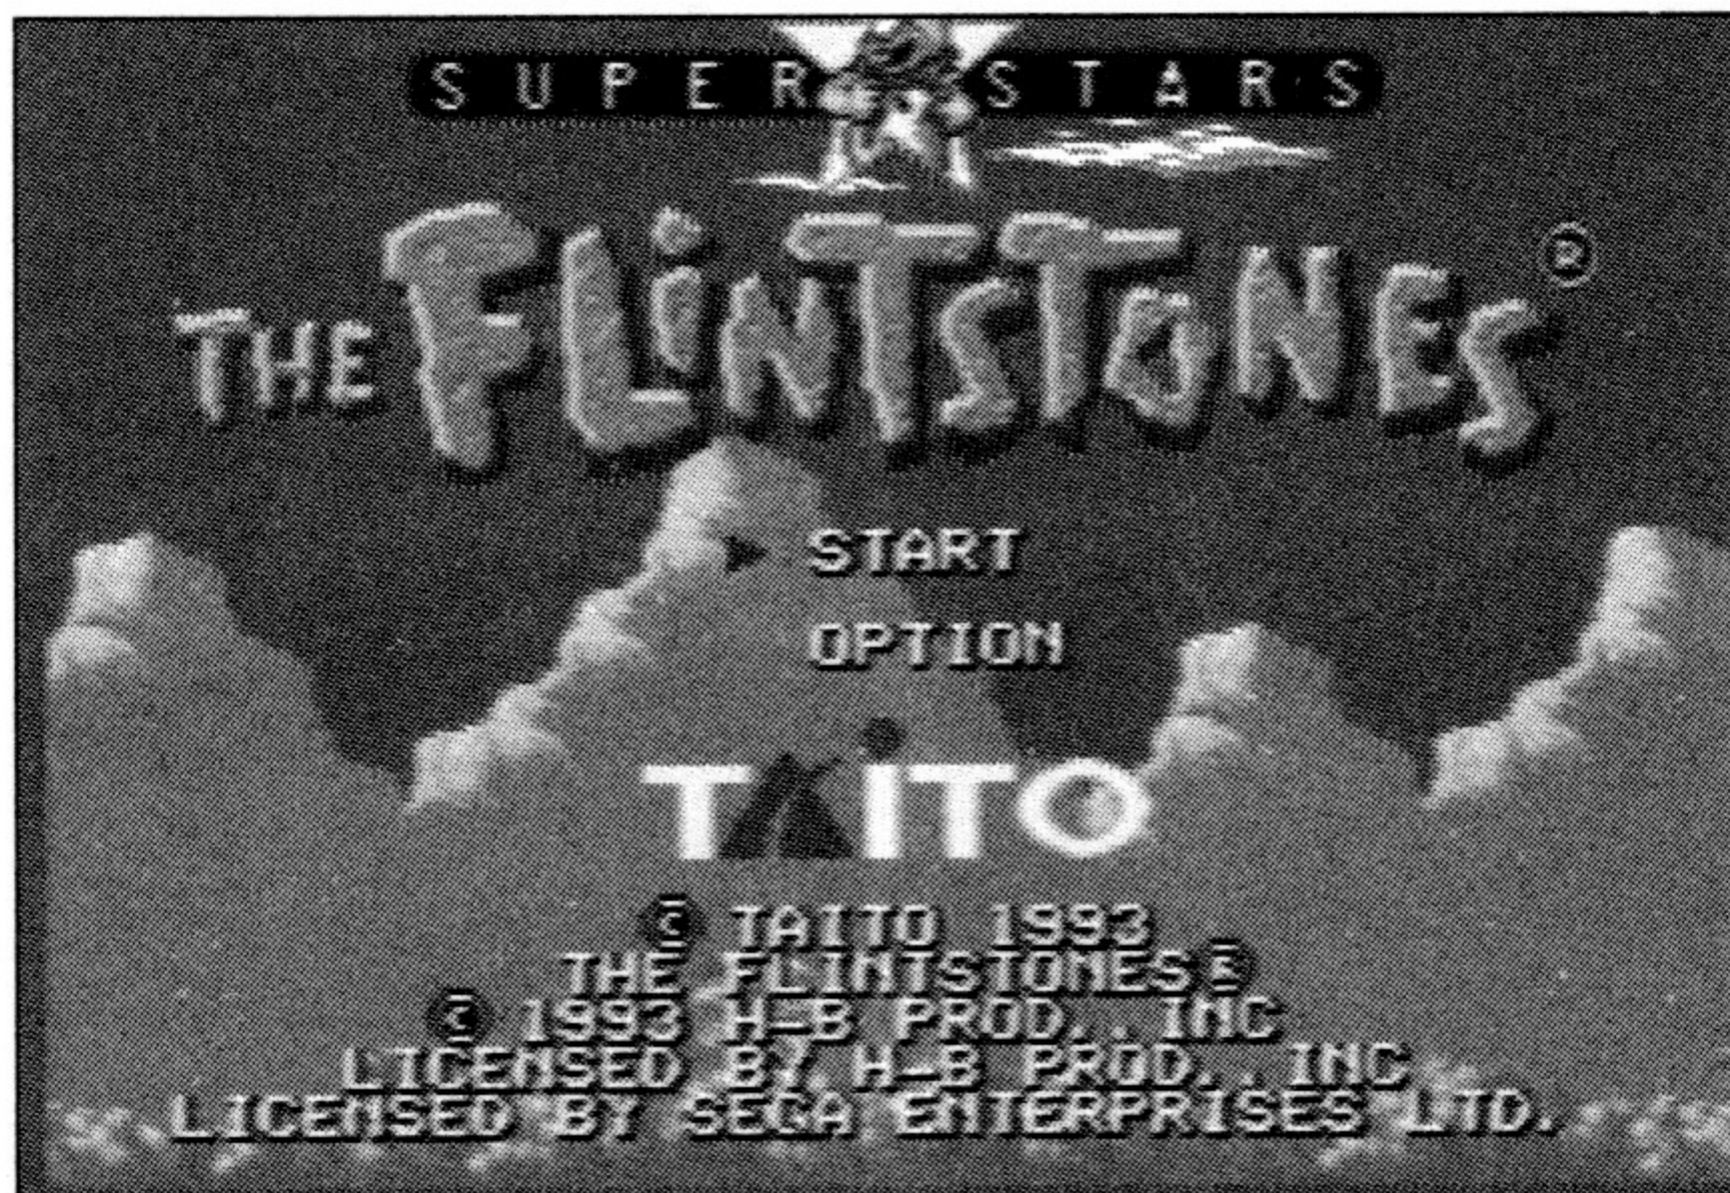 SUPER STARS
THE FLINTSTONES®
START
OPTION
TAITO
© TAITO 1993
THE FLINTSTONES®
© 1993 H-B PROD., INC
LICENSED BY H-B PROD., INC
LICENSED BY SEGA ENTERPRISES LTD.